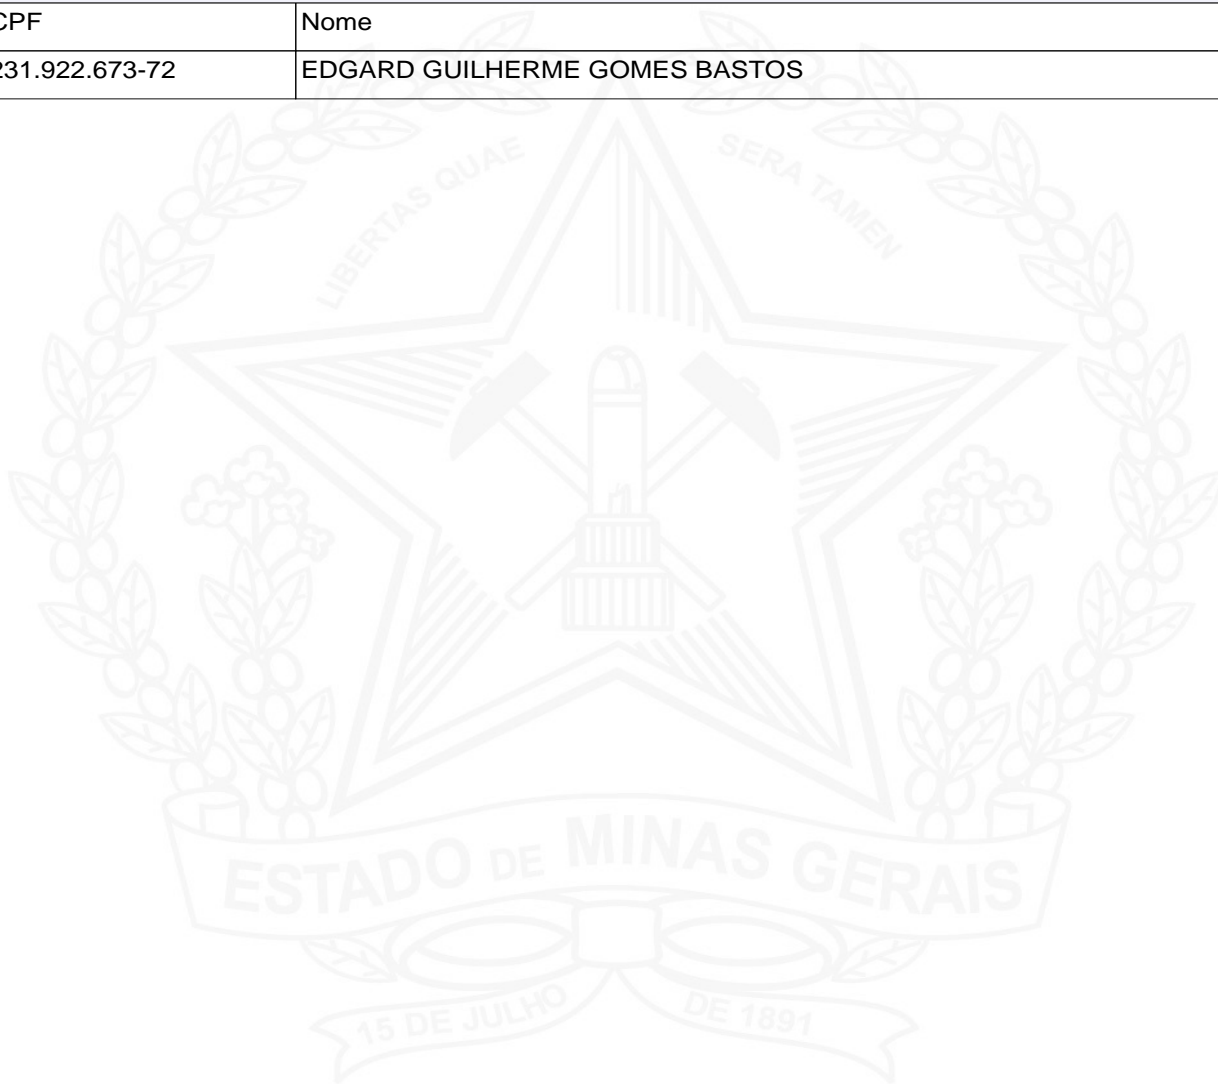 CPF Nome
231.922.673-72 EDGARD GUILHERME GOMES BASTOS
LIBERTAS QUAE SERA TAMEN
ESTADO DE MINAS GERAIS
15 DE JULHO DE 1891